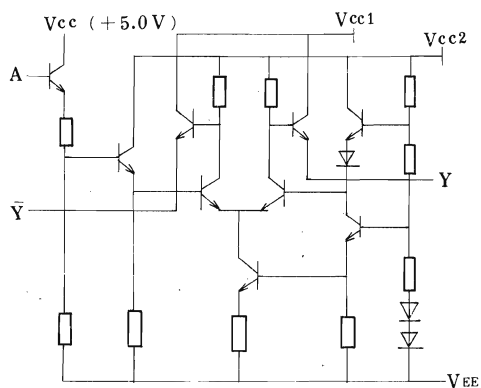 Vcc (+5.0V)
Vcc1
Vcc2
A
Y
Y̅
VEE